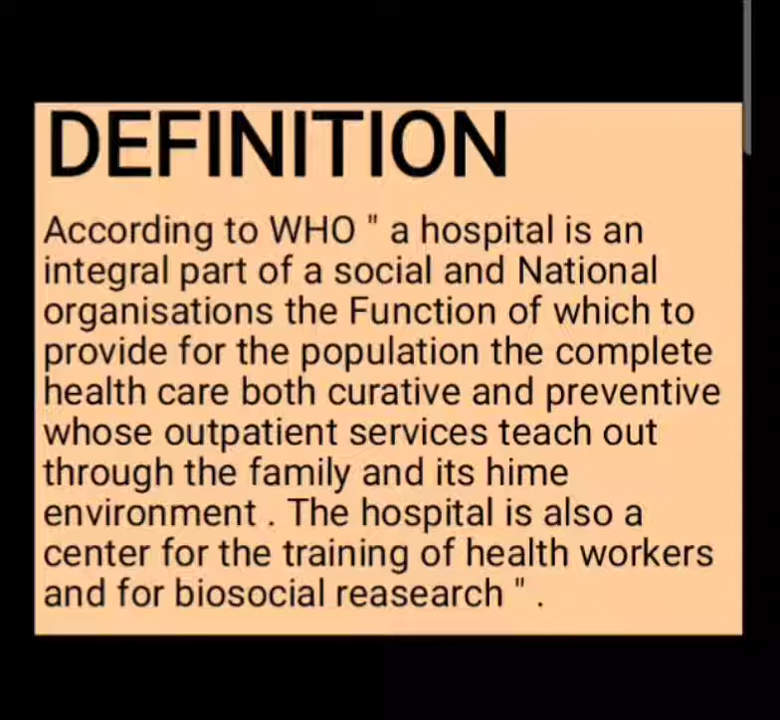 DEFINITION
According to WHO " a hospital is an
integral part of a social and National
organisations the Function of which to
provide for the population the complete
health care both curative and preventive
whose outpatient services teach out
through the family and its hime
environment . The hospital is also a
center for the training of health workers
and for biosocial reasearch " .